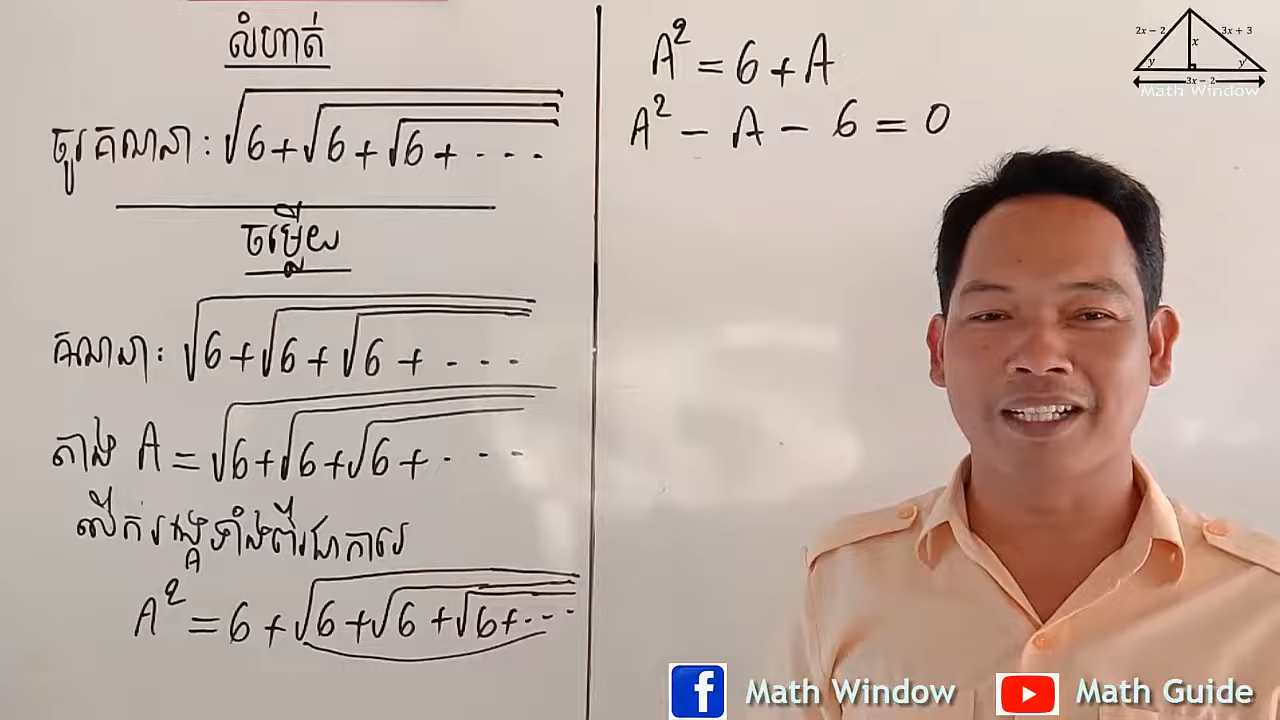 លំហាត់
ចូរគណនា : √6+√6+√6+...
ចម្លើយ
គណនា : √6+√6+√6+...
តាង A = √6+√6+√6+...
លើកអង្គទាំងពីរជាការេ
A² = 6+√6+√6+√6+...
A² = 6 + A
A² - A - 6 = 0
2x − 2
3x + 3
x
y
y
3x − 2
Math Window
Math Window
Math Guide